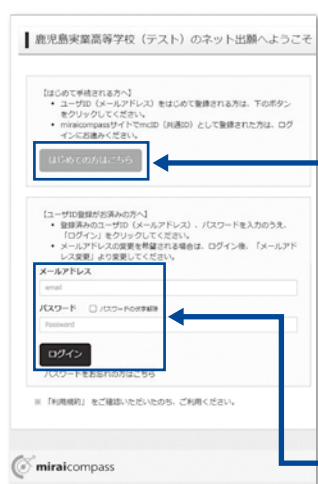 鹿児島実業高等学校（テスト）のネット出願へようこそ
【はじめて手続される方へ】
• ユーザID（メールアドレス）をはじめて登録される方は、下のボタン
をクリックしてください。
• miraicompassサイトでmcID（共通ID）として登録された方は、ログ
インにお進みください。
はじめての方はこちら
【ユーザID登録がお済みの方へ】
• 登録済みのユーザID（メールアドレス）、パスワードを入力のうえ、
「ログイン」をクリックしてください。
• メールアドレスの変更を希望される場合は、ログイン後、「メールアド
レス変更」より変更してください。
メールアドレス
email
パスワード □ パスワードの伏字解除
Password
ログイン
パスワードをお忘れの方はこちら
※ 「利用規約」をご確認いただいたのち、ご利用ください。
miraicompass